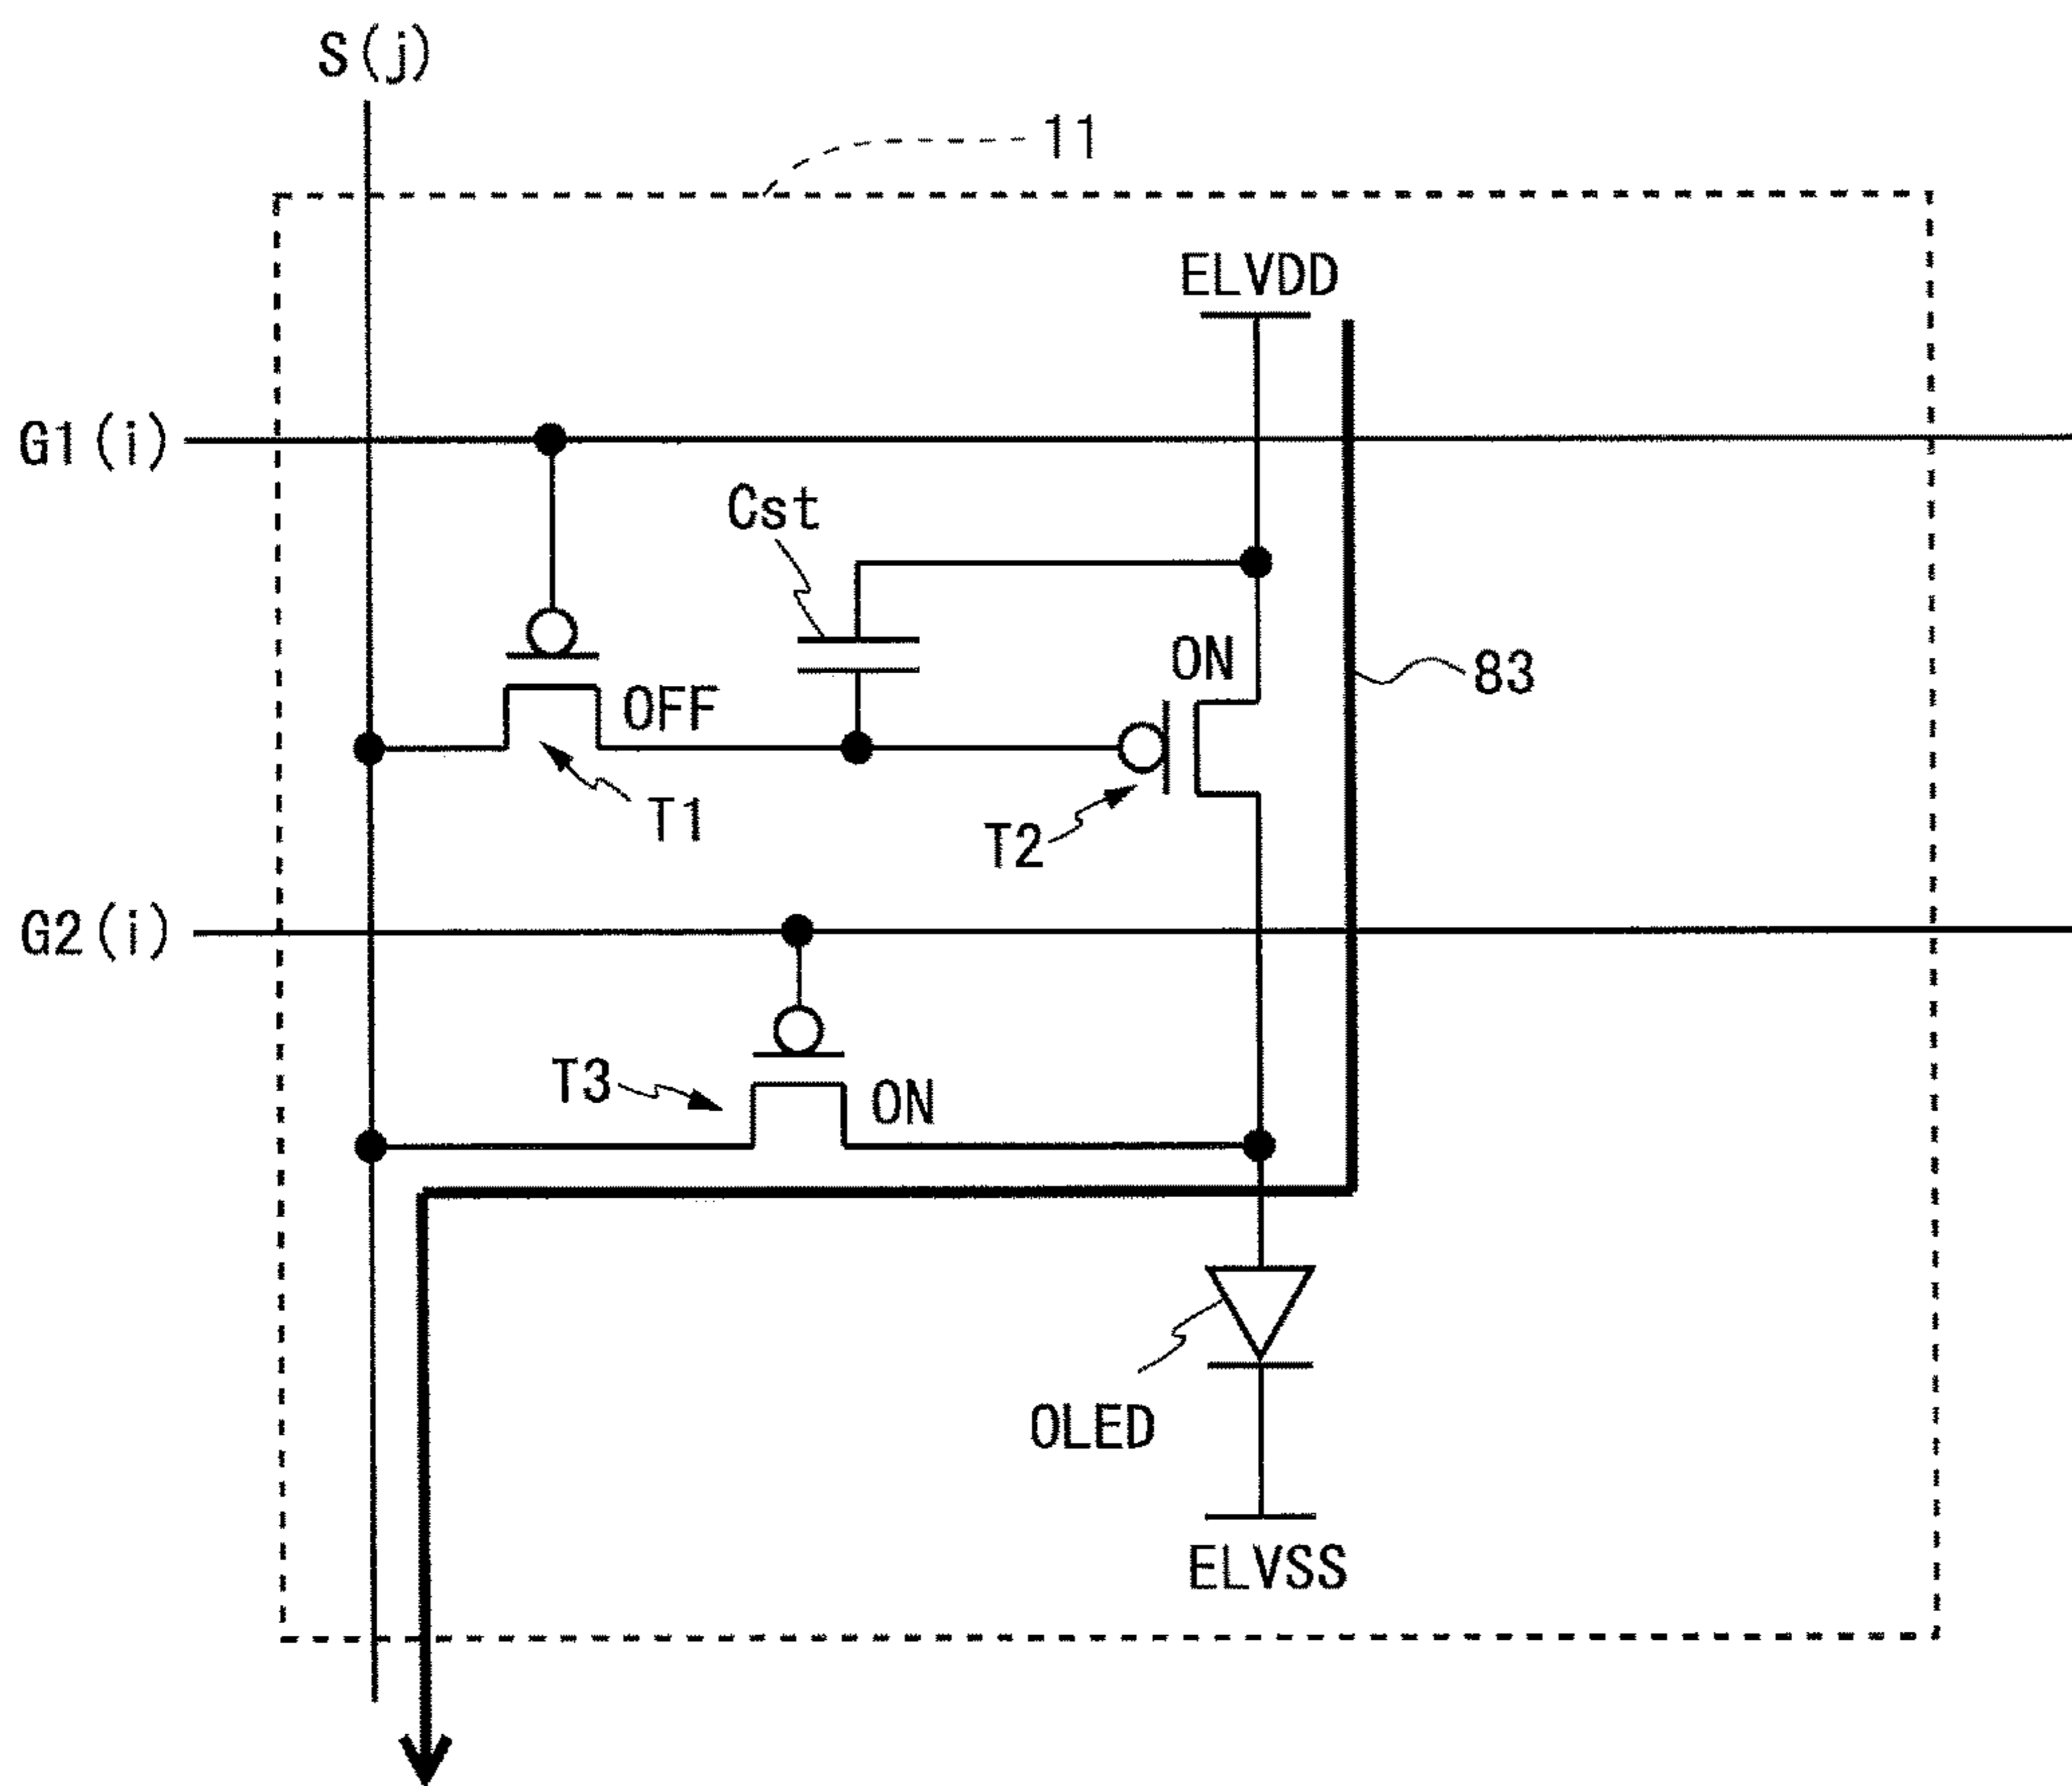 S(j)
11
ELVDD
G1(i)
Cst
ON
83
OFF
T1
T2
G2(i)
T3
ON
OLED
ELVSS